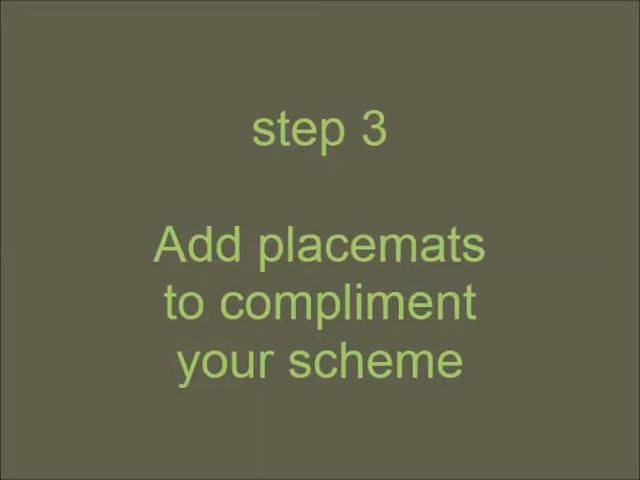 step 3
Add placemats
to compliment
your scheme